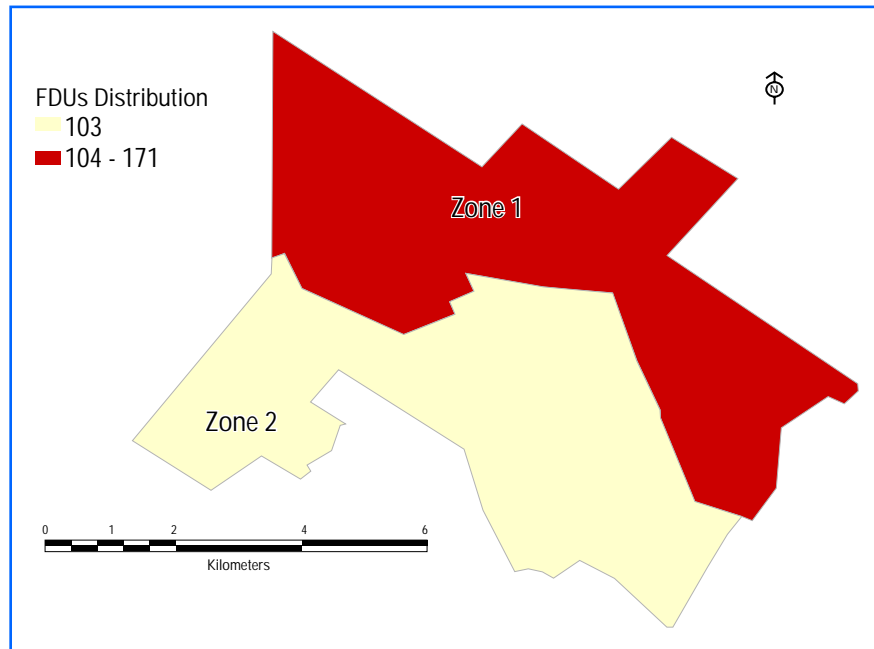 N
FDUs Distribution
103
104 - 171
Zone 1
Zone 2
0 1 2 4 6
Kilometers